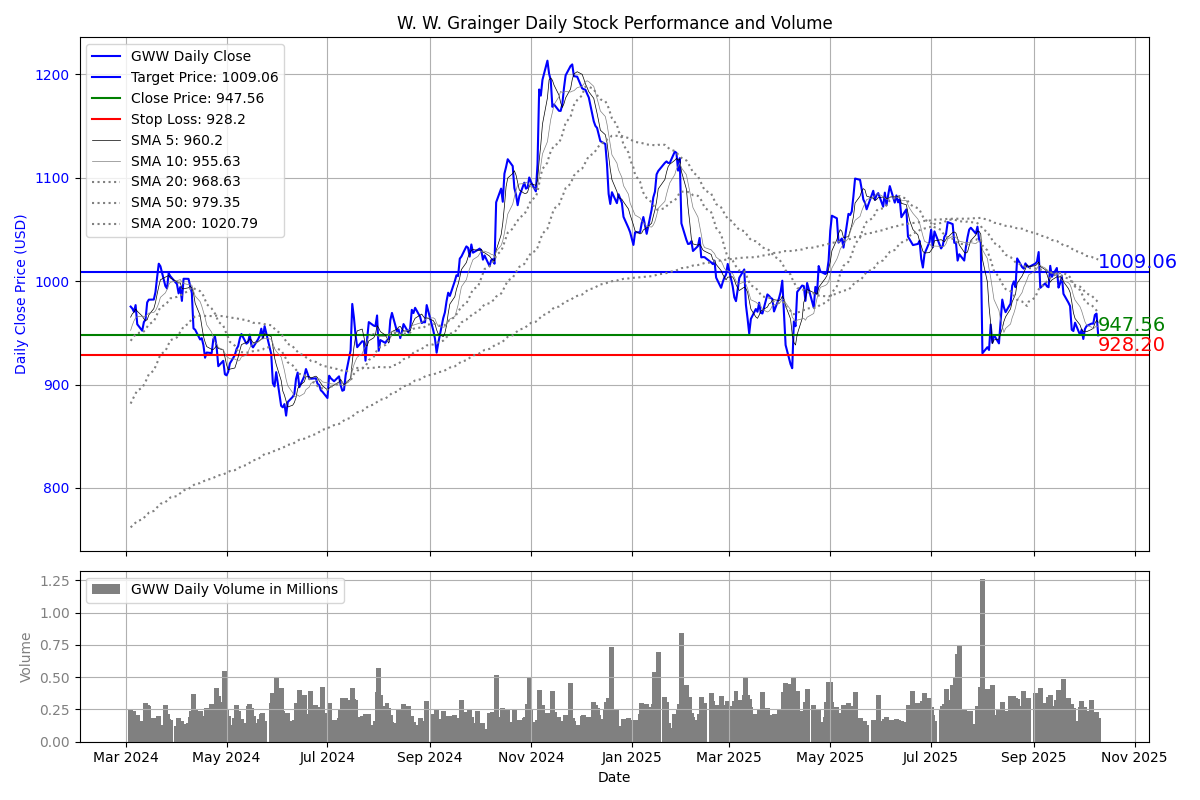 W. W. Grainger Daily Stock Performance and Volume
GWW Daily Close
Target Price: 1009.06
Close Price: 947.56
Stop Loss: 928.2
SMA 5: 960.2
SMA 10: 955.63
SMA 20: 968.63
SMA 50: 979.35
SMA 200: 1020.79
1200
1100
1000
900
800
Daily Close Price (USD)
1009.06
947.56
928.20
GWW Daily Volume in Millions
1.25
1.00
0.75
0.50
0.25
0.00
Volume
Mar 2024
May 2024
Jul 2024
Sep 2024
Nov 2024
Jan 2025
Mar 2025
May 2025
Jul 2025
Sep 2025
Nov 2025
Date